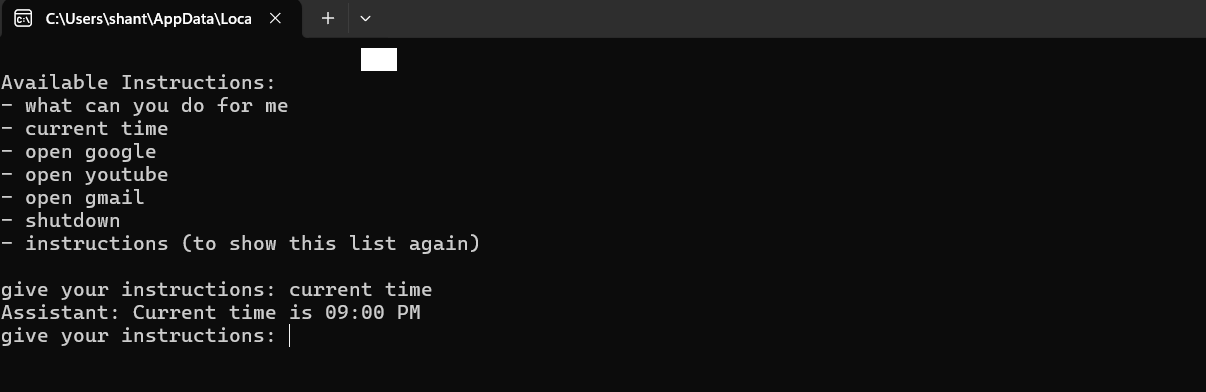 C:\Users\shant\AppData\Loca
Available Instructions:
- what can you do for me
- current time
- open google
- open youtube
- open gmail
- shutdown
- instructions (to show this list again)
give your instructions: current time
Assistant: Current time is 09:00 PM
give your instructions: